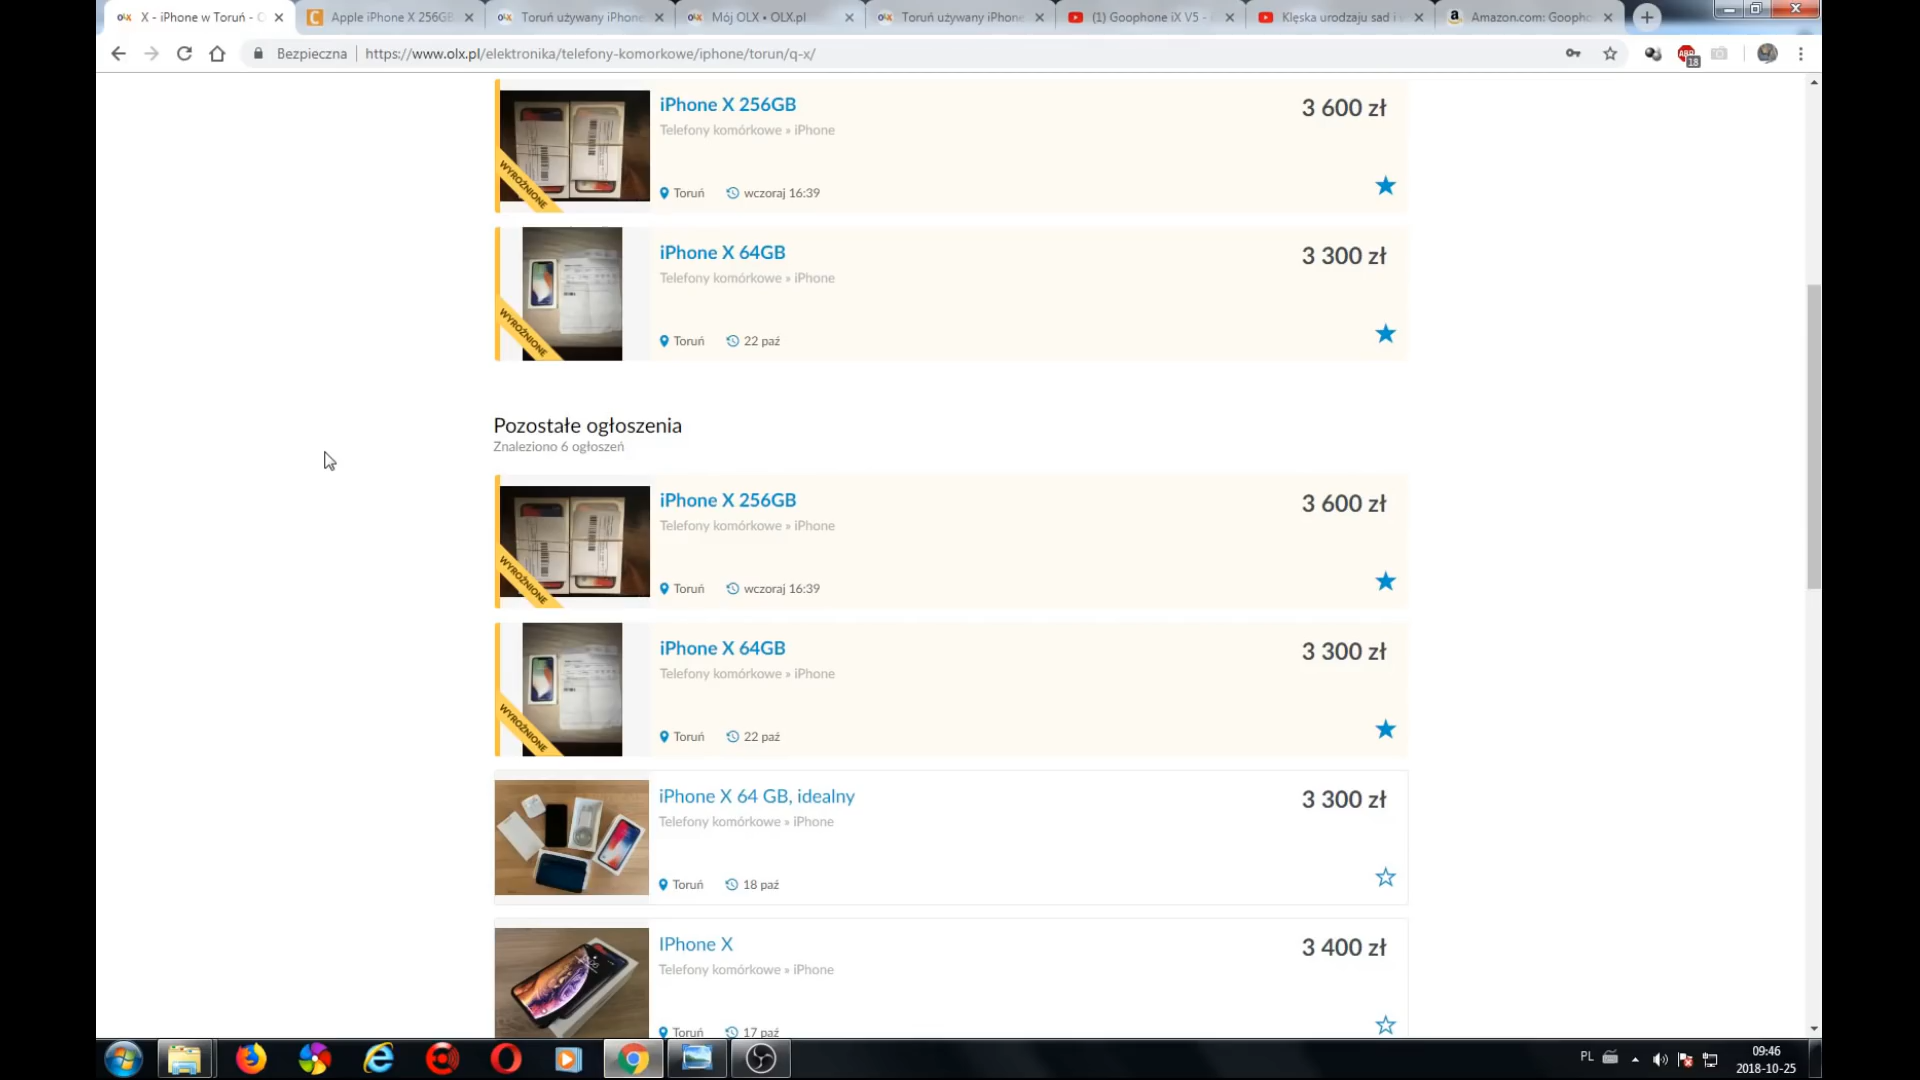 X - iPhone w Toruń - O
Apple iPhone X 256GB
Toruń używany iPhone
Mój OLX • OLX.pl
Toruń używany iPhone
(1) Goophone iX V5 -
Klęska urodzaju sad i
Amazon.com: Goopho
Bezpieczna
https://www.olx.pl/elektronika/telefony-komorkowe/iphone/torun/q-x/
ABP
18
iPhone X 256GB
3 600 zł
Telefony komórkowe » iPhone
WYRÓŻNIONE
Toruń
wczoraj 16:39
iPhone X 64GB
3 300 zł
Telefony komórkowe » iPhone
WYRÓŻNIONE
Toruń
22 paź
Pozostałe ogłoszenia
Znaleziono 6 ogłoszeń
iPhone X 256GB
3 600 zł
Telefony komórkowe » iPhone
WYRÓŻNIONE
Toruń
wczoraj 16:39
iPhone X 64GB
3 300 zł
Telefony komórkowe » iPhone
WYRÓŻNIONE
Toruń
22 paź
iPhone X 64 GB, idealny
3 300 zł
Telefony komórkowe » iPhone
Toruń
18 paź
IPhone X
3 400 zł
Telefony komórkowe » iPhone
Toruń
17 paź
PL
09:46
2018-10-25